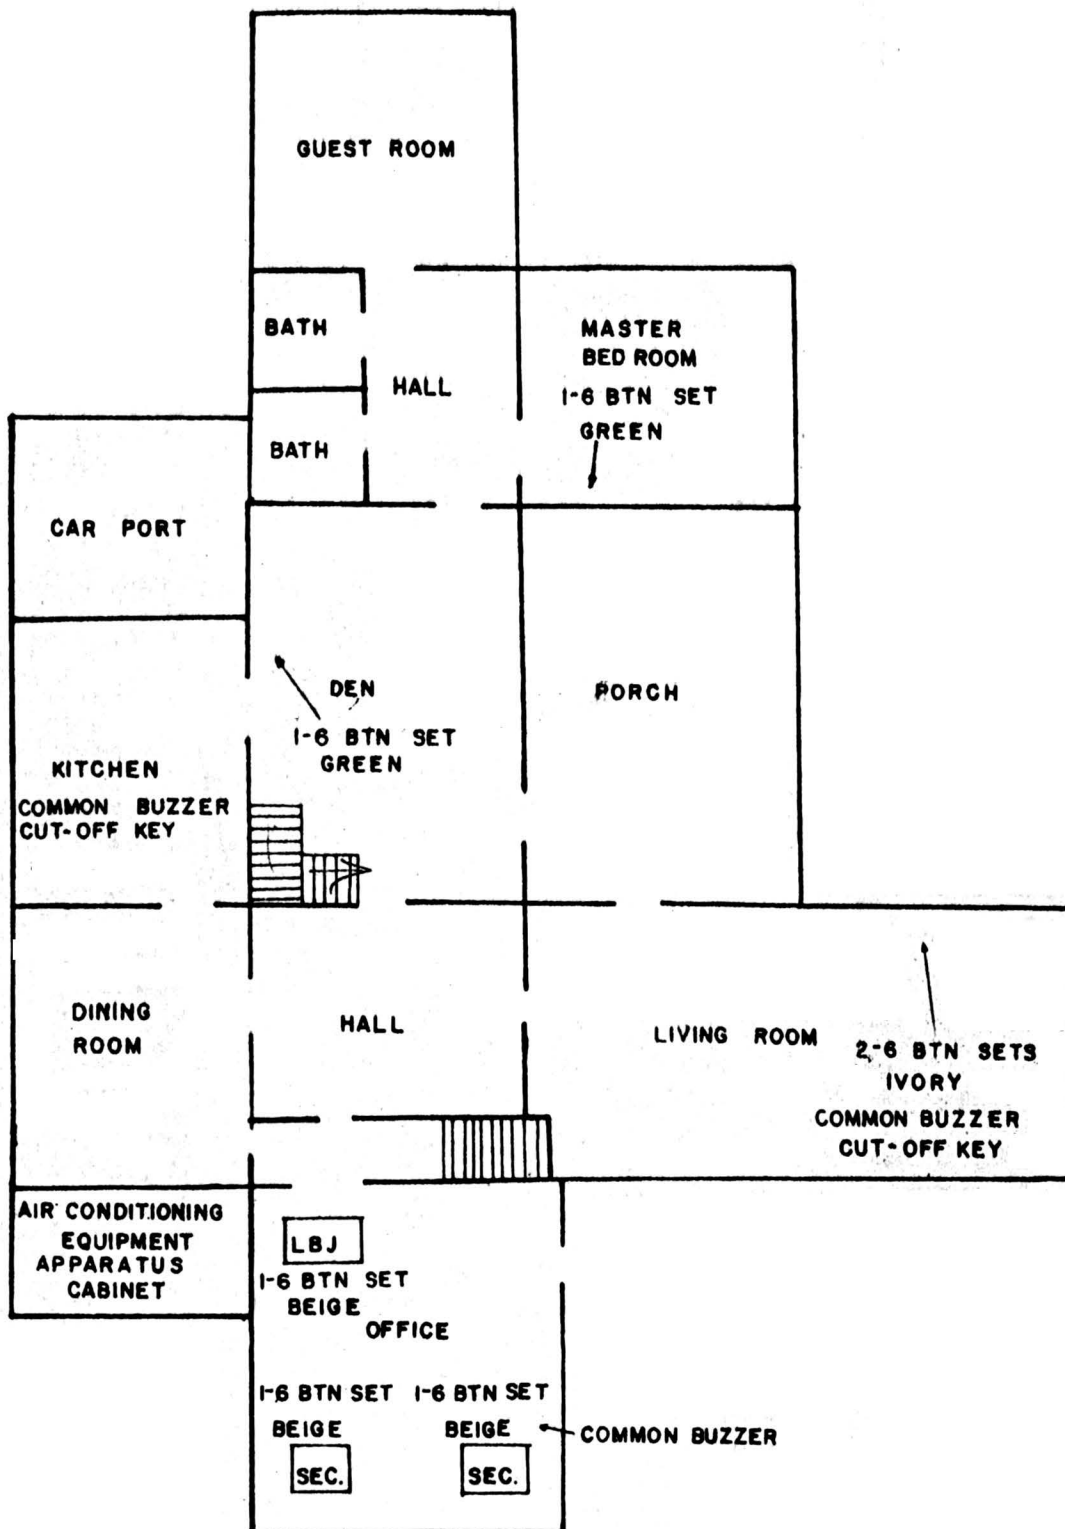 GUEST ROOM
BATH
HALL
MASTER
BED ROOM
1-6 BTN SET
GREEN
BATH
CAR PORT
DEN
1-6 BTN SET
GREEN
PORCH
KITCHEN
COMMON BUZZER
CUT-OFF KEY
DINING
ROOM
HALL
LIVING ROOM
2-6 BTN SETS
IVORY
COMMON BUZZER
CUT-OFF KEY
AIR CONDITIONING
EQUIPMENT
APPARATUS
CABINET
LBJ
1-6 BTN SET
BEIGE
OFFICE
1-6 BTN SET
BEIGE
SEC.
1-6 BTN SET
BEIGE
SEC.
COMMON BUZZER